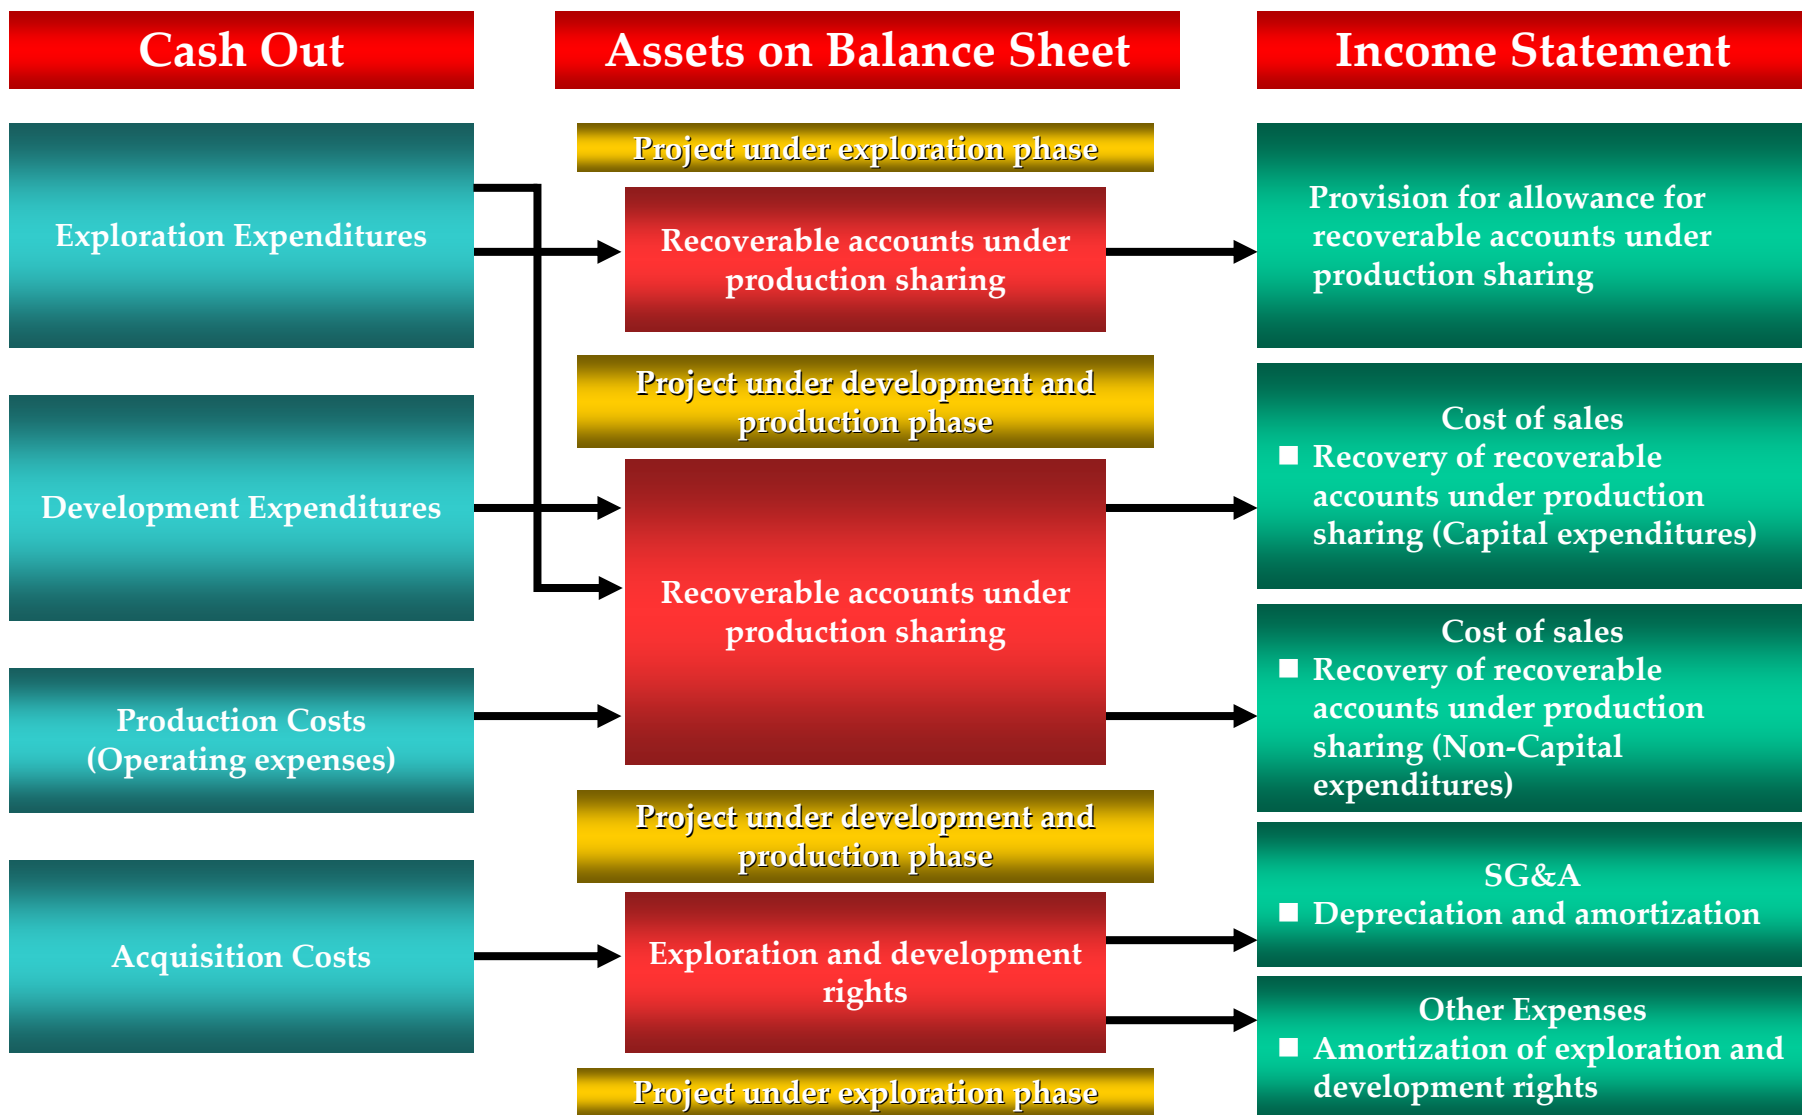 Cash Out
Assets on Balance Sheet
Income Statement
Exploration Expenditures
Development Expenditures
Production Costs
(Operating expenses)
Acquisition Costs
Project under exploration phase
Recoverable accounts under
production sharing
Project under development and
production phase
Recoverable accounts under
production sharing
Project under development and
production phase
Exploration and development
rights
Project under exploration phase
Provision for allowance for
recoverable accounts under
production sharing
Cost of sales
■ Recovery of recoverable
accounts under production
sharing (Capital expenditures)
Cost of sales
■ Recovery of recoverable
accounts under production
sharing (Non-Capital
expenditures)
SG&A
■ Depreciation and amortization
Other Expenses
■ Amortization of exploration and
development rights